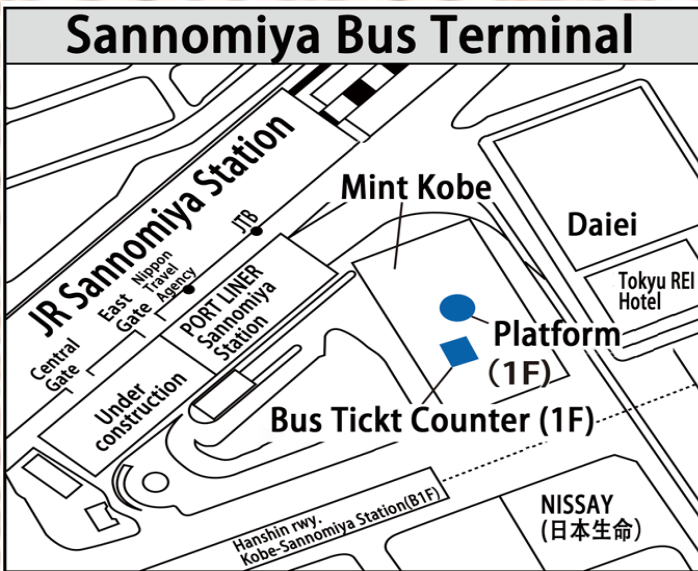 Sannomiya Bus Terminal
JR Sannomiya Station
JTB
Nippon
Travel
Agency
East
Gate
Central
Gate
PORT LINER
Sannomiya
Station
Under
construction
Mint Kobe
Daiei
Tokyu REI
Hotel
Platform
(1F)
Bus Tickt Counter (1F)
Hanshin rwy.
Kobe-Sannomiya Station(B1F)
NISSAY
(日本生命)